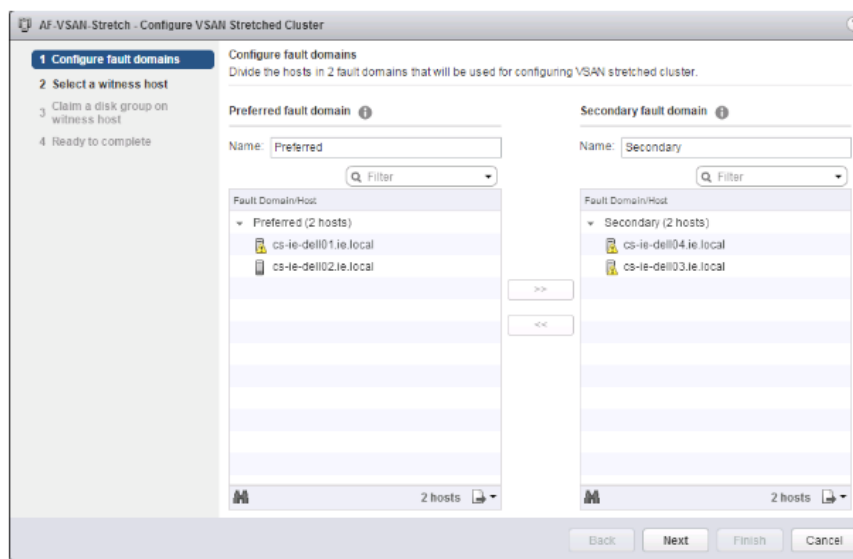 AF-VSAN-Stretch - Configure VSAN Stretched Cluster
1 Configure fault domains
2 Select a witness host
3 Claim a disk group on
witness host
4 Ready to complete
Configure fault domains
Divide the hosts in 2 fault domains that will be used for configuring VSAN stretched cluster.
Preferred fault domain
Name: Preferred
Filter
Fault Domain/Host
Preferred (2 hosts)
cs-ie-dell01.ie.local
cs-ie-dell02.ie.local
2 hosts
>>
<<
Secondary fault domain
Name: Secondary
Filter
Fault Domain/Host
Secondary (2 hosts)
cs-ie-dell04.ie.local
cs-ie-dell03.ie.local
2 hosts
Back Next Finish Cancel